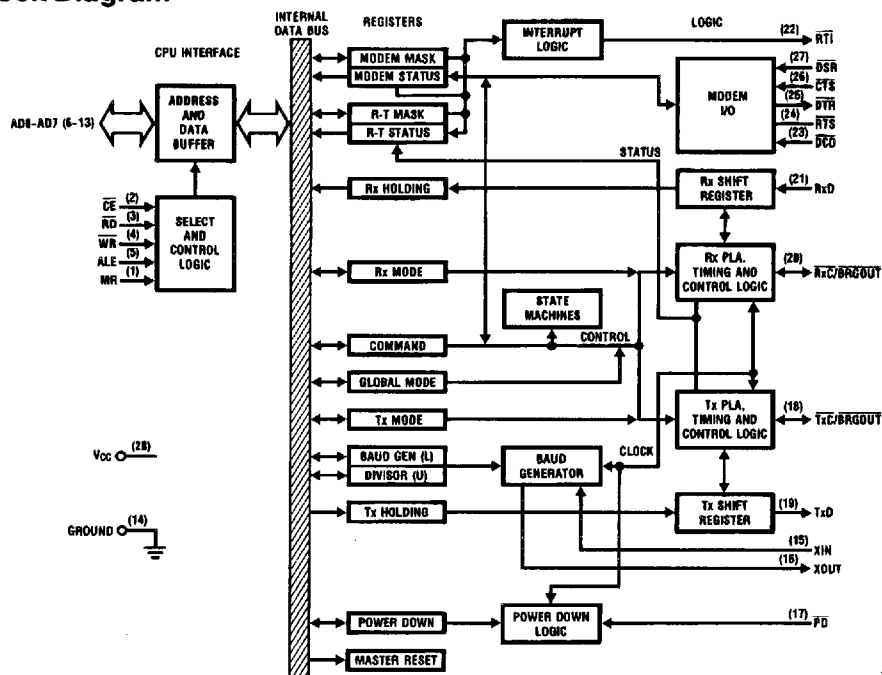 Block Diagram
INTERNAL
DATA BUS
REGISTERS
LOGIC
CPU INTERFACE
ADDRESS
AND
DATA
BUFFER
AD0-AD7 (6-13)
CE (2)
RD (3)
WR (4)
ALE (5)
MR (1)
SELECT
AND
CONTROL
LOGIC
VCC (28)
GROUND (14)
MODEM MASK
MODEM STATUS
R-T MASK
R-T STATUS
Rx HOLDING
Rx MODE
COMMAND
GLOBAL MODE
Tx MODE
BAUD GEN (L)
DIVISOR (U)
Tx HOLDING
POWER DOWN
MASTER RESET
INTERRUPT
LOGIC
STATE
MACHINES
CONTROL
STATUS
BAUD
GENERATOR
CLOCK
POWER DOWN
LOGIC
MODEM
I/O
Rx SHIFT
REGISTER
Rx PLA,
TIMING AND
CONTROL LOGIC
Tx PLA,
TIMING AND
CONTROL LOGIC
Tx SHIFT
REGISTER
(22) RTI
(27) DSR
(26) CTS
(25) DTR
(24) RTS
(23) DCD
(21) RxD
(20) RxC/BRGOUT
(18) TxC/BRGOUT
(19) TxD
(15) XIN
(16) XOUT
(17) PD